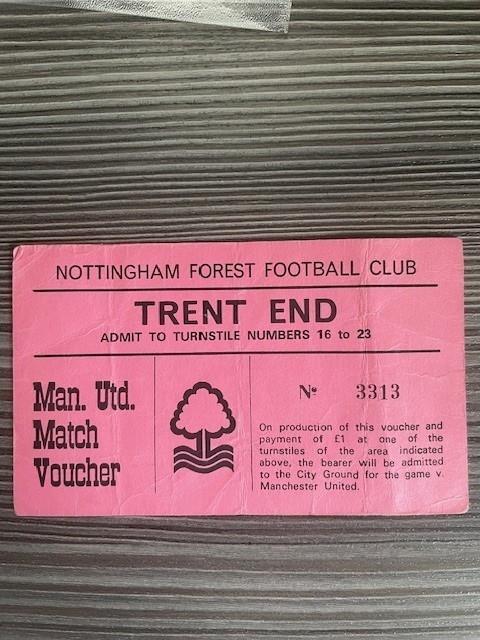 NOTTINGHAM FOREST FOOTBALL CLUB
TRENT END
ADMIT TO TURNSTILE NUMBERS 16 to 23
Man. Utd.
Match
Voucher
Nº 3313
On production of this voucher and
payment of £1 at one of the
turnstiles of the area indicated
above, the bearer will be admitted
to the City Ground for the game v.
Manchester United.